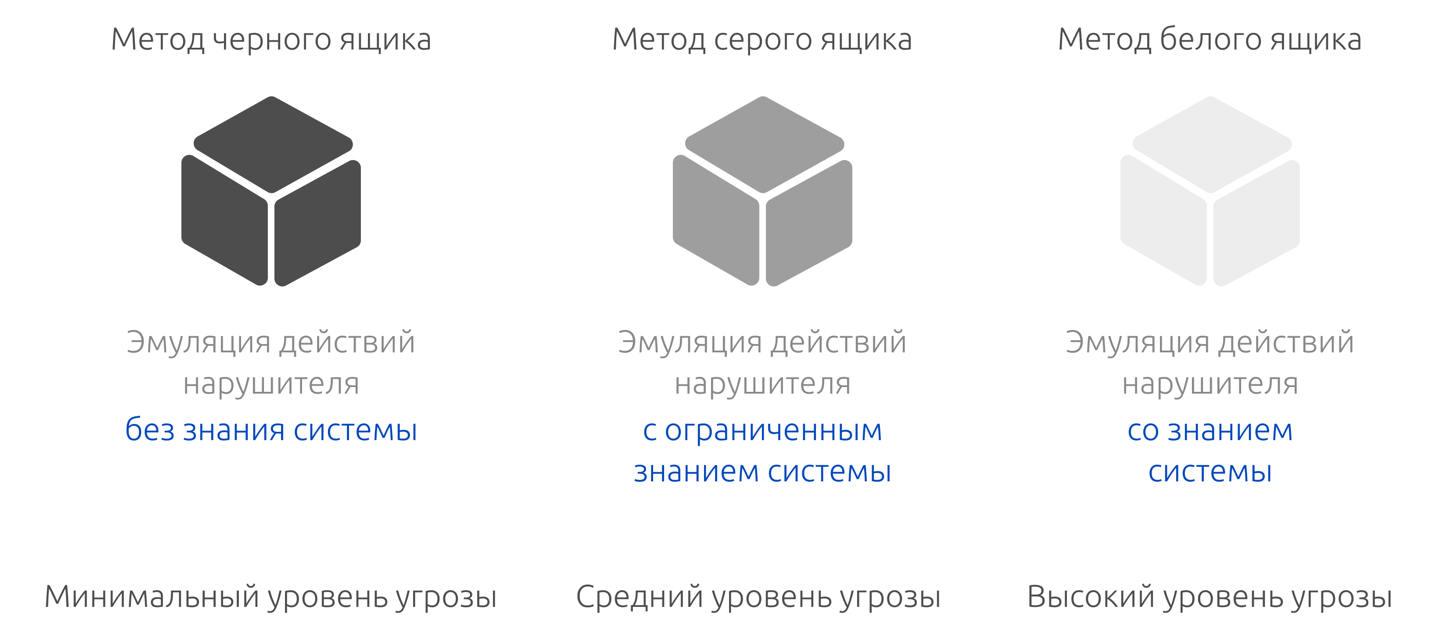 Метод черного ящика
Метод серого ящика
Метод белого ящика
Эмуляция действий
нарушителя
без знания системы
Эмуляция действий
нарушителя
с ограниченным
знанием системы
Эмуляция действий
нарушителя
со знанием
системы
Минимальный уровень угрозы
Средний уровень угрозы
Высокий уровень угрозы